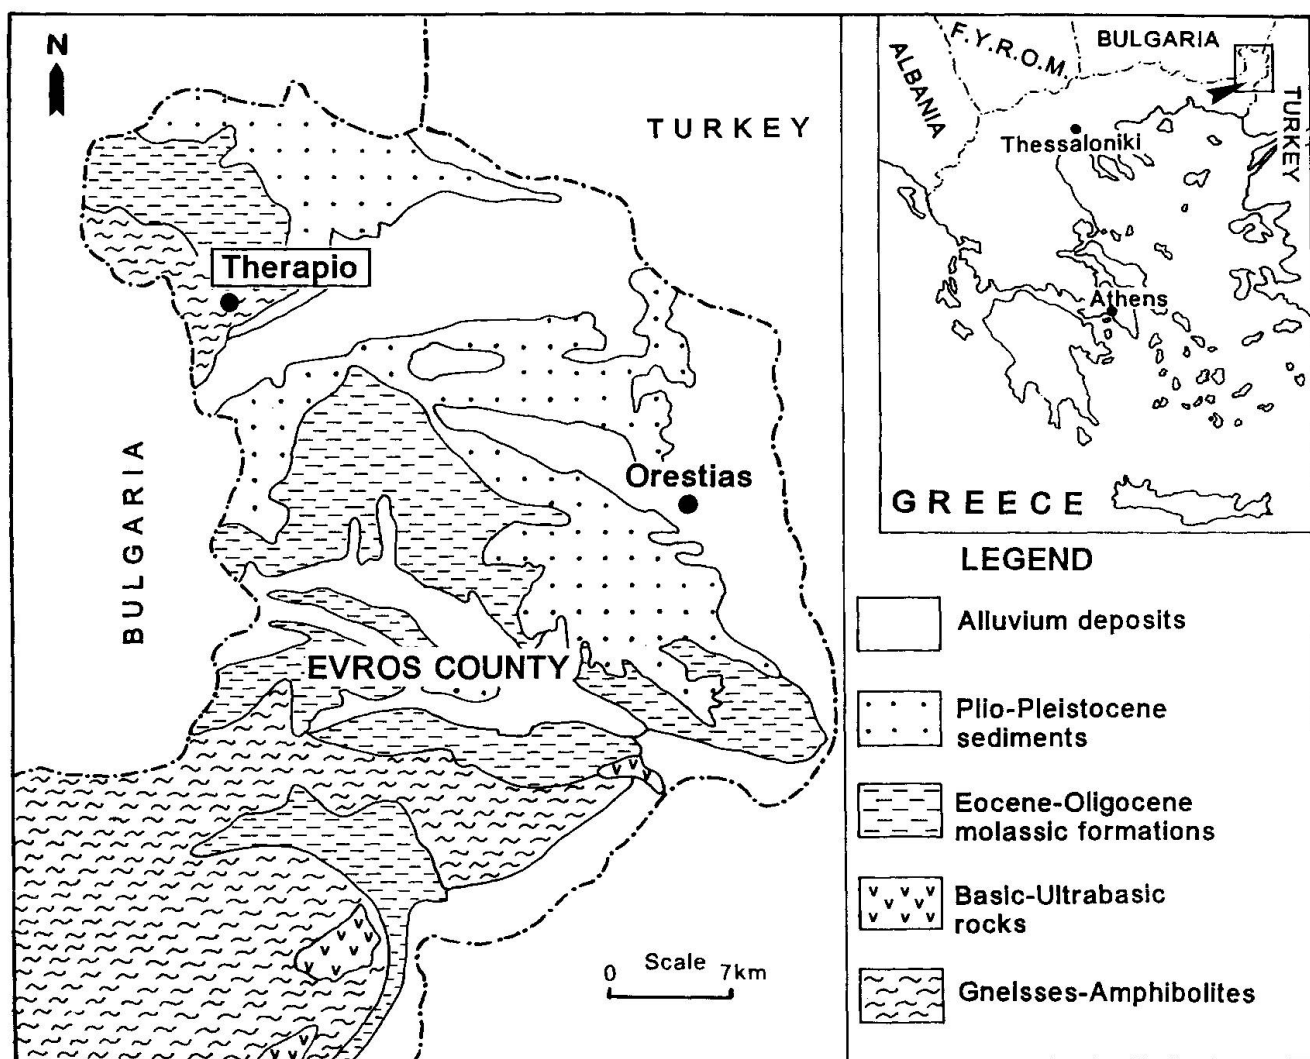 N
TURKEY
Therapio
BULGARIA
Orestias
EVROS COUNTY
0 Scale 7km
ALBANIA
F.Y.R.O.M.
BULGARIA
TURKEY
Thessaloniki
Athens
GREECE
LEGEND
Alluvium deposits
Plio-Pleistocene
sediments
Eocene-Oligocene
molassic formations
Basic-Ultrabasic
rocks
Gneisses-Amphibolites